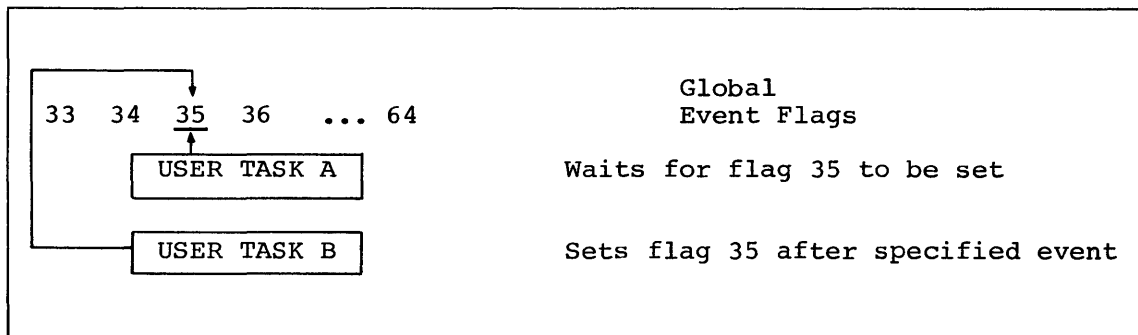 Global
33 34 35 36 ... 64 Event Flags
USER TASK A Waits for flag 35 to be set
USER TASK B Sets flag 35 after specified event